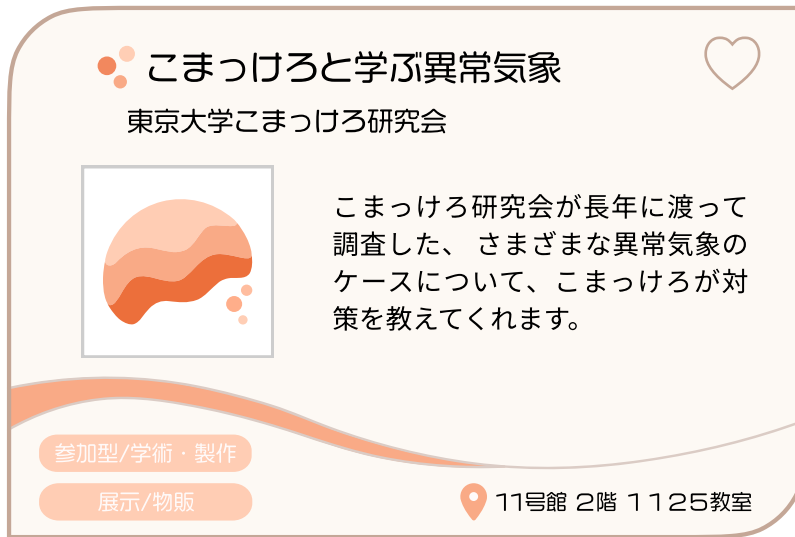 こまっけろと学ぶ異常気象
東京大学こまっけろ研究会
こまっけろ研究会が長年に渡って
調査した、 さまざまな異常気象の
ケースについて、こまっけろが対
策を教えてくれます。
参加型/学術・製作
展示/物販
11号館 2階 １１２５教室